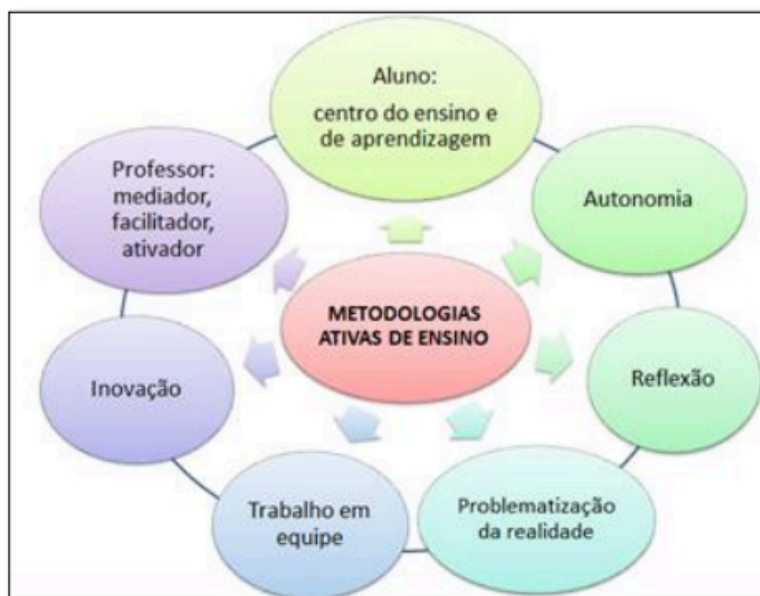 Aluno:
centro do ensino e
de aprendizagem
Autonomia
Reflexão
Problematização
da realidade
Trabalho em
equipe
Inovação
Professor:
mediador,
facilitador,
ativador
METODOLOGIAS
ATIVAS DE ENSINO